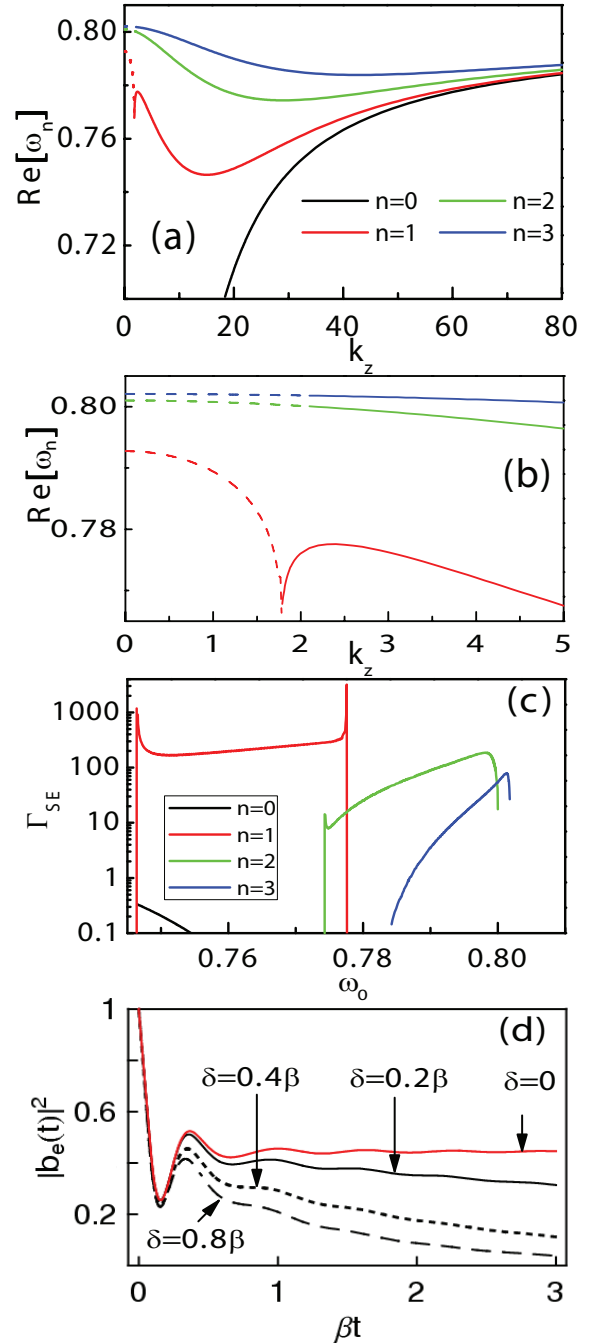 0.80
0.76
0.72
Re[ω_n]
(a)
n=0 n=2
n=1 n=3
0 20 40 60 80
k_z
0.80
0.78
Re[ω_n]
(b)
0 1 2 3 4 5
k_z
1000
100
10
1
0.1
Γ_SE
(c)
n=0
n=1
n=2
n=3
0.76 0.78 0.80
ω_o
1
0.6
0.2
|b_e(t)|²
(d)
δ=0.4β δ=0.2β δ=0
δ=0.8β
0 1 2 3
βt